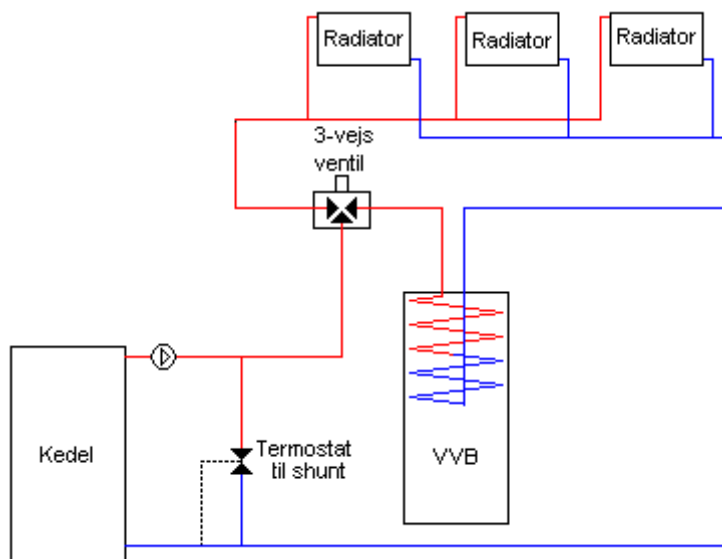 Radiator
Radiator
Radiator
3-vejs
ventil
Kedel
Termostat
til shunt
VVB